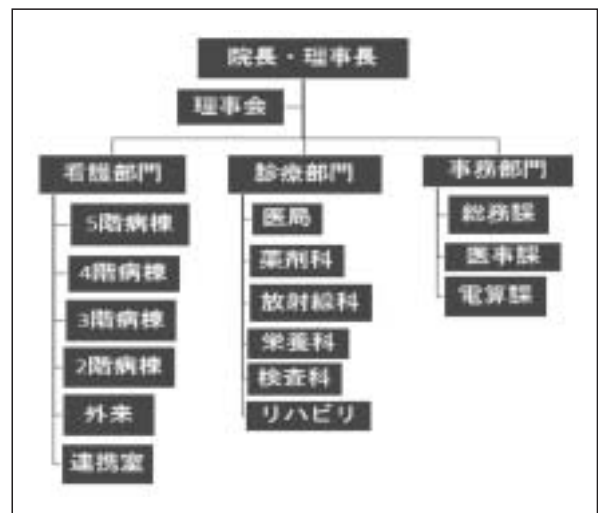 院長・理事長
理事会
看護部門
5階病棟
4階病棟
3階病棟
2階病棟
外来
連携室
診療部門
医局
薬剤科
放射線科
栄養科
検査科
リハビリ
事務部門
総務課
医事課
電算課